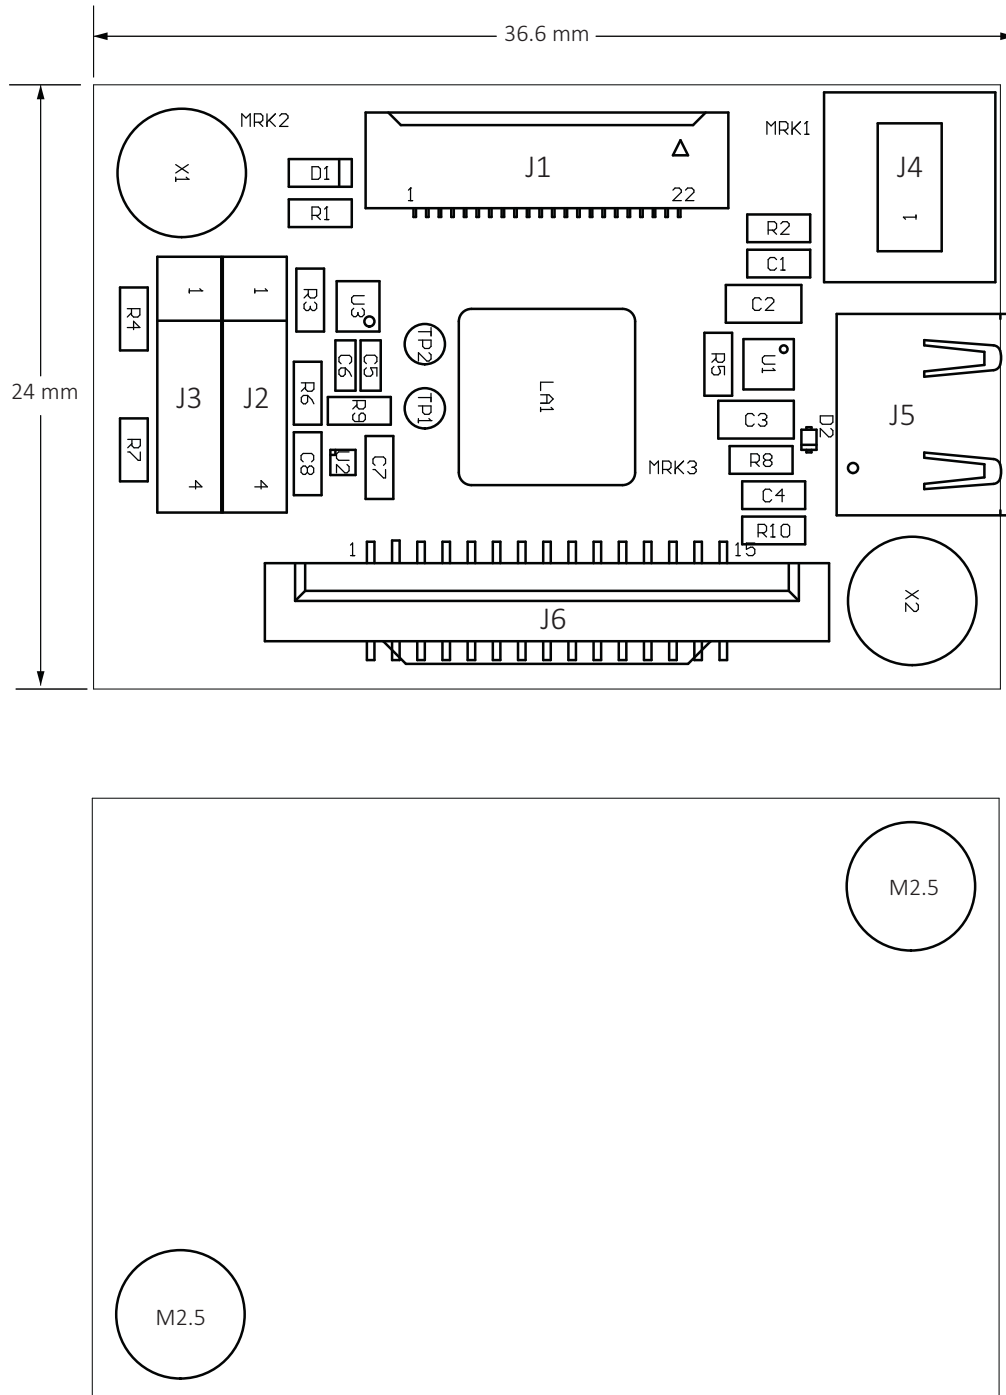 36.6 mm
MRK2
MRK1
X1
D1
J1
J4
R1
1
22
1
R2
C1
1
1
R3
U3
C2
R4
TP2
R5
U1
C6
C5
24 mm
J3
J2
R6
R9
TP1
LA1
C3
D2
J5
R7
C8
U2
C7
MRK3
R8
4
4
C4
R10
1
15
J6
X2
M2.5
M2.5